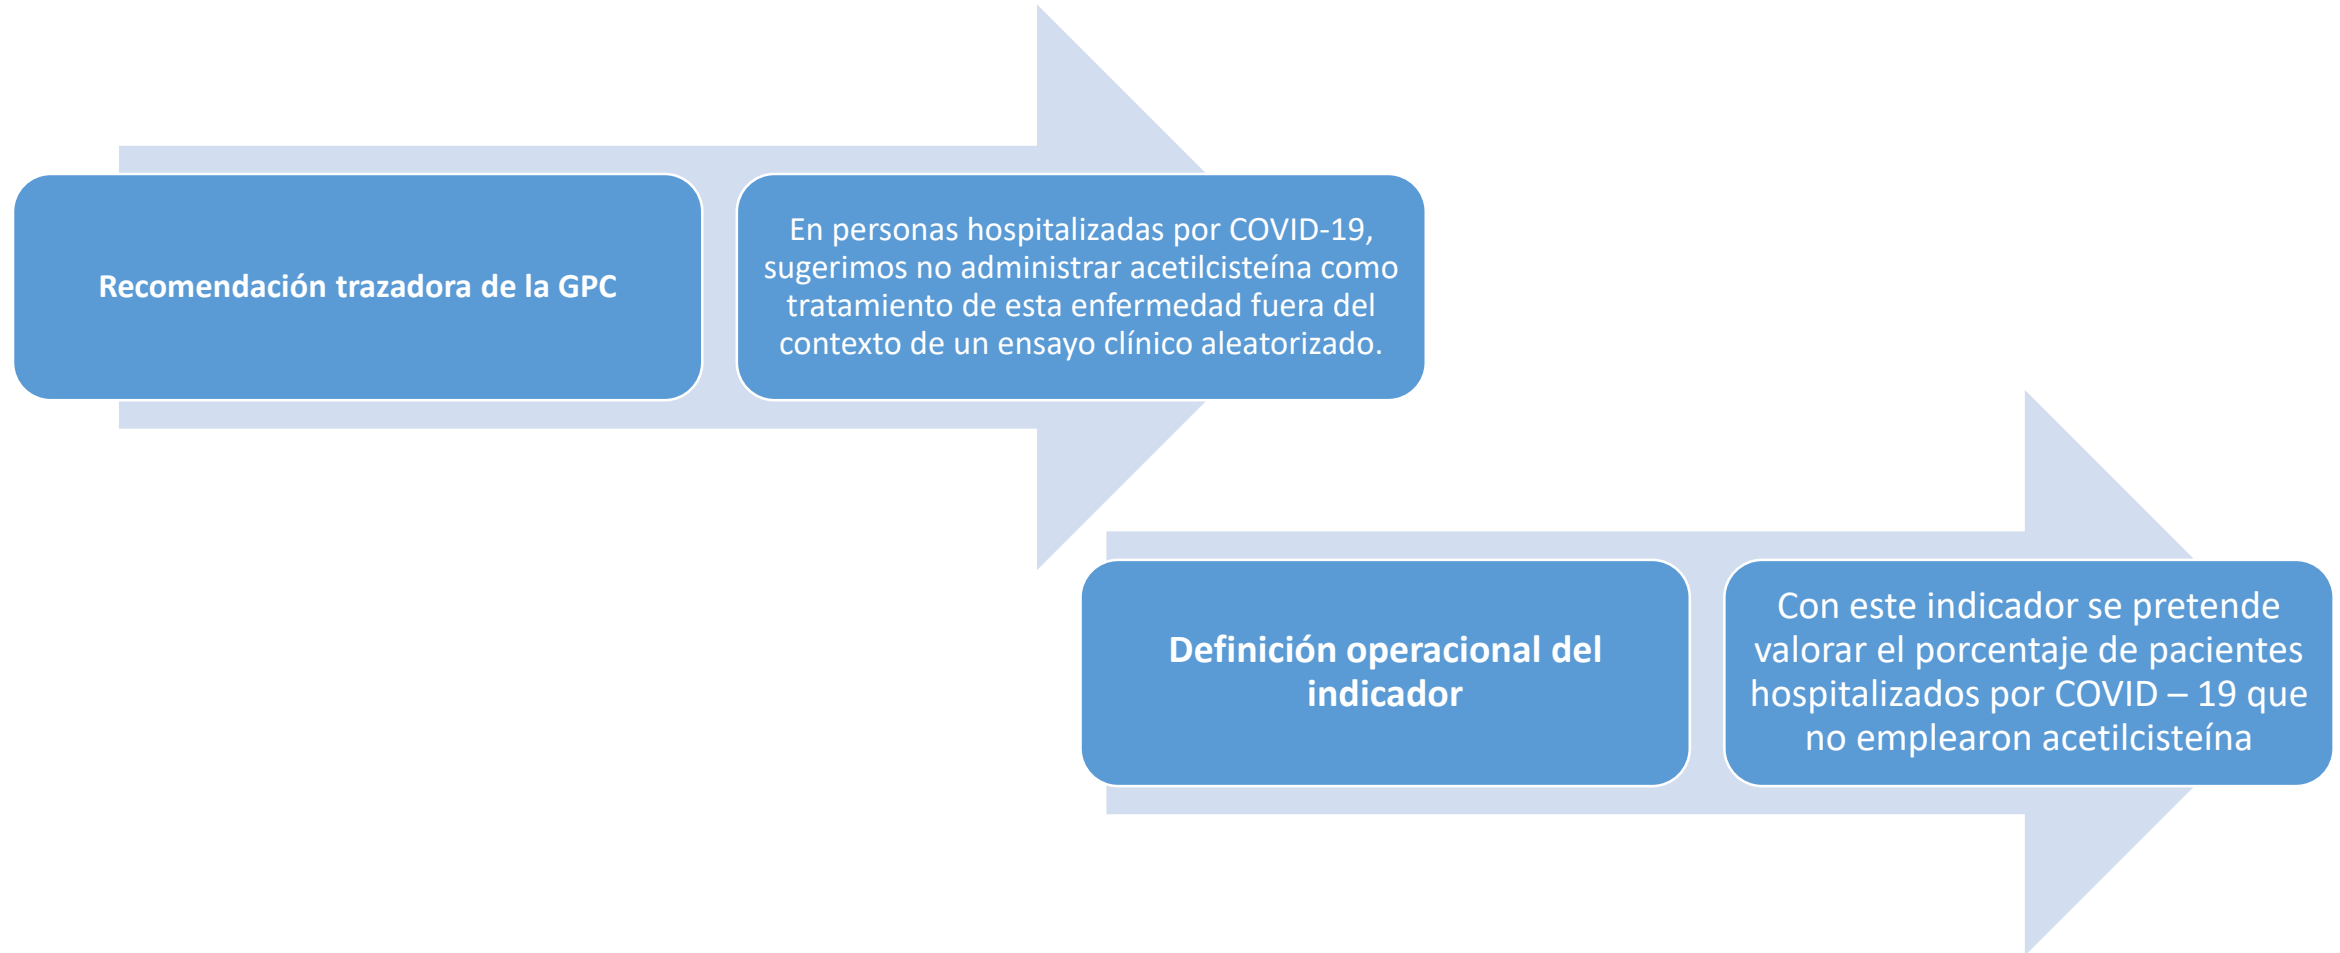 Recomendación trazadora de la GPC
En personas hospitalizadas por COVID-19,
sugerimos no administrar acetilcisteína como
tratamiento de esta enfermedad fuera del
contexto de un ensayo clínico aleatorizado.
Definición operacional del
indicador
Con este indicador se pretende
valorar el porcentaje de pacientes
hospitalizados por COVID – 19 que
no emplearon acetilcisteína